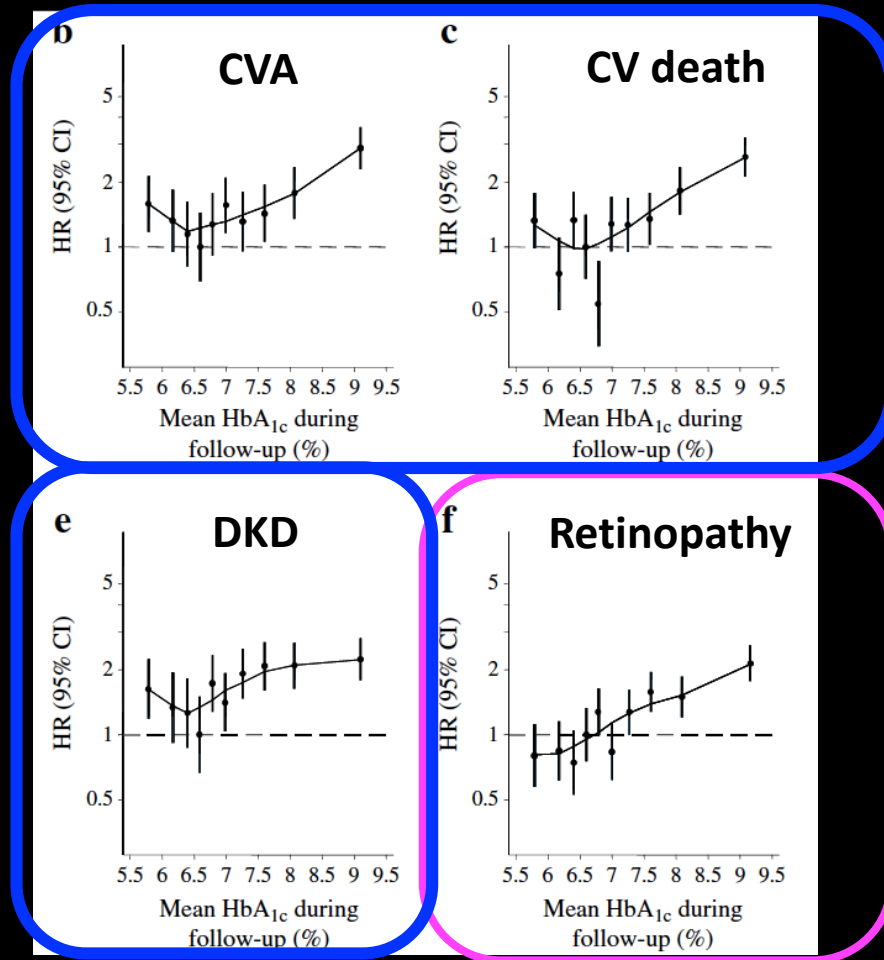 b
CVA
HR (95% CI)
5
2
1
0.5
5.5 6 6.5 7 7.5 8 8.5 9 9.5
Mean HbA1c during
follow-up (%)
c
CV death
HR (95% CI)
5
2
1
0.5
5.5 6 6.5 7 7.5 8 8.5 9 9.5
Mean HbA1c during
follow-up (%)
e
DKD
HR (95% CI)
5
2
1
0.5
5.5 6 6.5 7 7.5 8 8.5 9 9.5
Mean HbA1c during
follow-up (%)
f
Retinopathy
HR (95% CI)
5
2
1
0.5
5.5 6 6.5 7 7.5 8 8.5 9 9.5
Mean HbA1c during
follow-up (%)